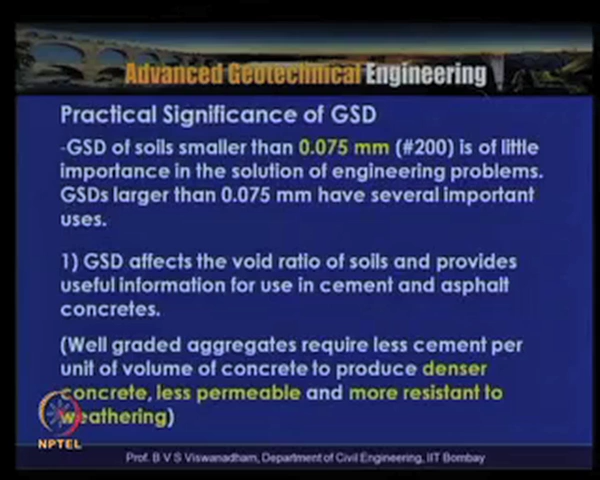 Advanced Geotechnical Engineering
Practical Significance of GSD
-GSD of soils smaller than 0.075 mm (#200) is of little
importance in the solution of engineering problems.
GSDs larger than 0.075 mm have several important
uses.
1) GSD affects the void ratio of soils and provides
useful information for use in cement and asphalt
concretes.
(Well graded aggregates require less cement per
unit of volume of concrete to produce denser
concrete, less permeable and more resistant to
weathering)
NPTEL
Prof. B V S Viswanadham, Department of Civil Engineering, IIT Bombay